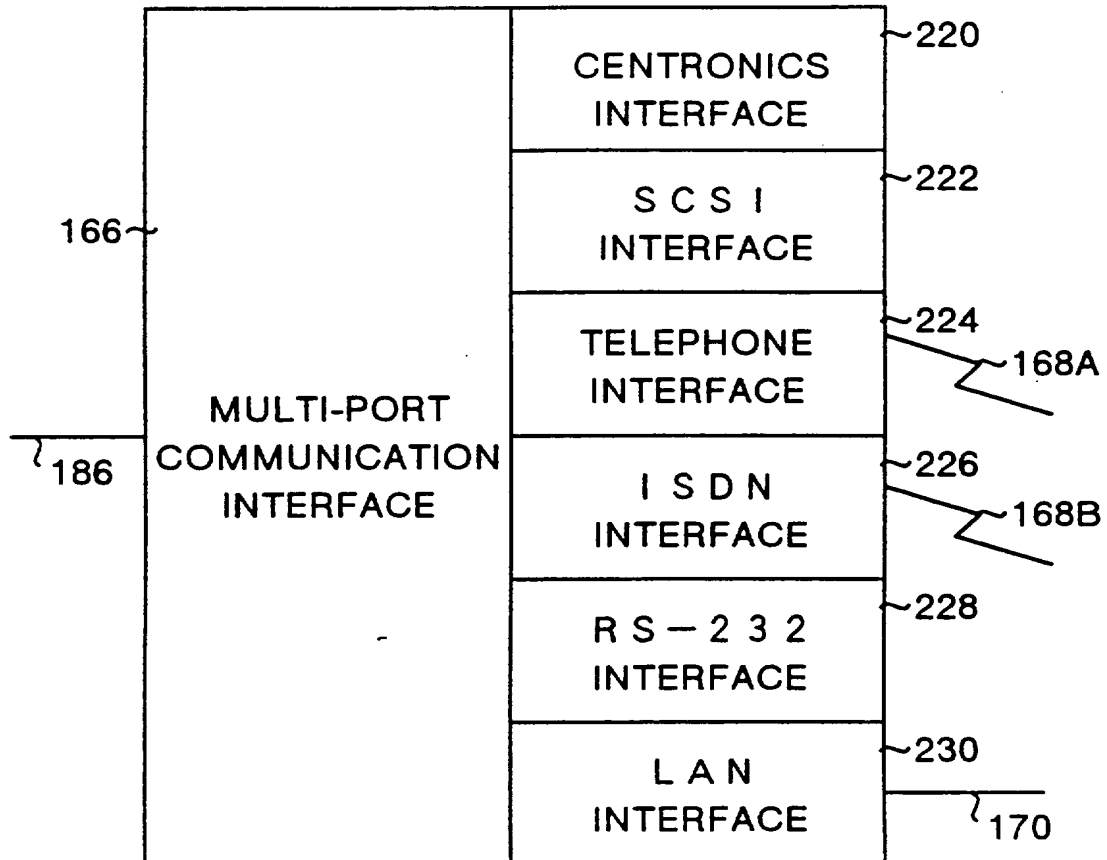 220
CENTRONICS
INTERFACE
222
SCSI
INTERFACE
166
224
TELEPHONE
INTERFACE
168A
MULTI-PORT
COMMUNICATION
INTERFACE
186
226
ISDN
INTERFACE
168B
228
RS-232
INTERFACE
230
LAN
INTERFACE
170